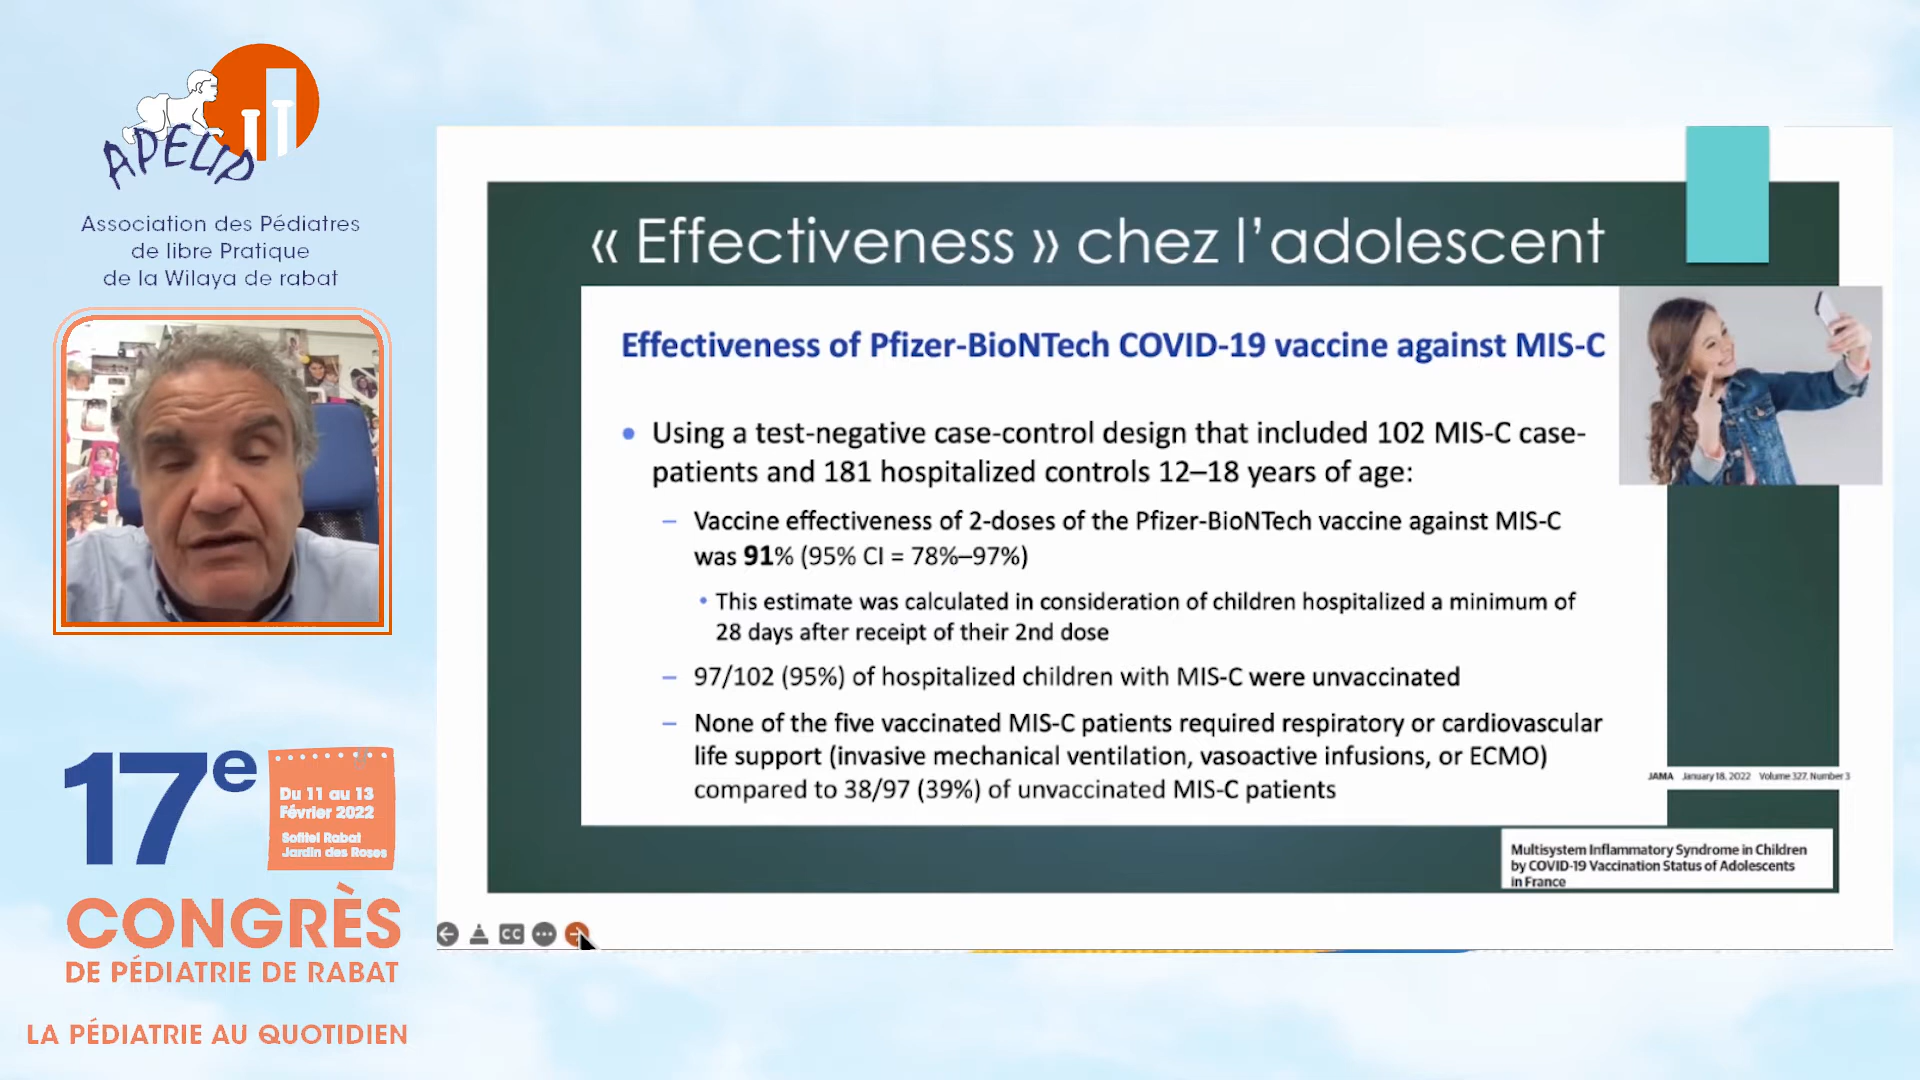 APELIP
Association des Pédiatres
de libre Pratique
de la Wilaya de rabat
17e
Du 11 au 13
Février 2022
Sofitel Rabat
Jardin des Roses
CONGRÈS
DE PÉDIATRIE DE RABAT
LA PÉDIATRIE AU QUOTIDIEN
« Effectiveness » chez l’adolescent
Effectiveness of Pfizer-BioNTech COVID-19 vaccine against MIS-C
• Using a test-negative case-control design that included 102 MIS-C case-
patients and 181 hospitalized controls 12–18 years of age:
– Vaccine effectiveness of 2-doses of the Pfizer-BioNTech vaccine against MIS-C
was 91% (95% CI = 78%–97%)
• This estimate was calculated in consideration of children hospitalized a minimum of
28 days after receipt of their 2nd dose
– 97/102 (95%) of hospitalized children with MIS-C were unvaccinated
– None of the five vaccinated MIS-C patients required respiratory or cardiovascular
life support (invasive mechanical ventilation, vasoactive infusions, or ECMO)
compared to 38/97 (39%) of unvaccinated MIS-C patients
JAMA January 18, 2022 Volume 327, Number 3
Multisystem Inflammatory Syndrome in Children
by COVID-19 Vaccination Status of Adolescents
in France
CC